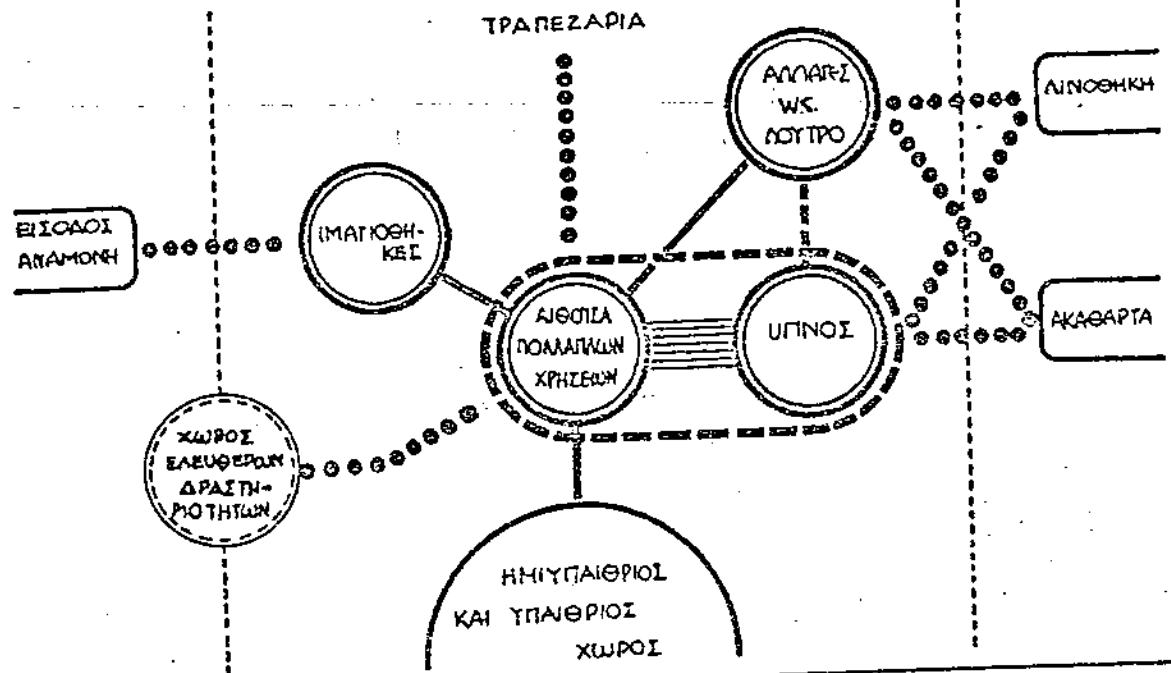 ΤΡΑΠΕΖΑΡΙΑ
ΑΛΛΑΓΕΣ
W.C.
ΛΟΥΤΡΟ
ΛΙΝΟΘΗΚΗ
ΕΙΣΟΔΟΣ
ΑΝΑΜΟΝΗ
ΙΜΑΤΙΟΘΗ-
ΚΕΣ
ΑΙΘΟΥΣΑ
ΠΟΛΛΑΠΛΩΝ
ΧΡΗΣΕΩΝ
ΥΠΝΟΣ
ΑΚΑΘΑΡΤΑ
ΧΩΡΟΣ
ΕΛΕΥΘΕΡΩΝ
ΔΡΑΣΤΗ-
ΡΙΟΤΗΤΩΝ
ΗΜΙΥΠΑΙΘΡΙΟΣ
ΚΑΙ ΥΠΑΙΘΡΙΟΣ
ΧΩΡΟΣ